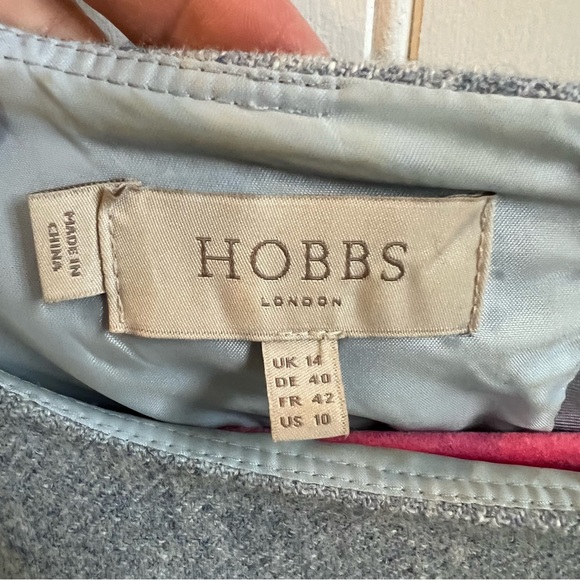 MADE IN
CHINA
HOBBS
LONDON
UK 14
DE 40
FR 42
US 10